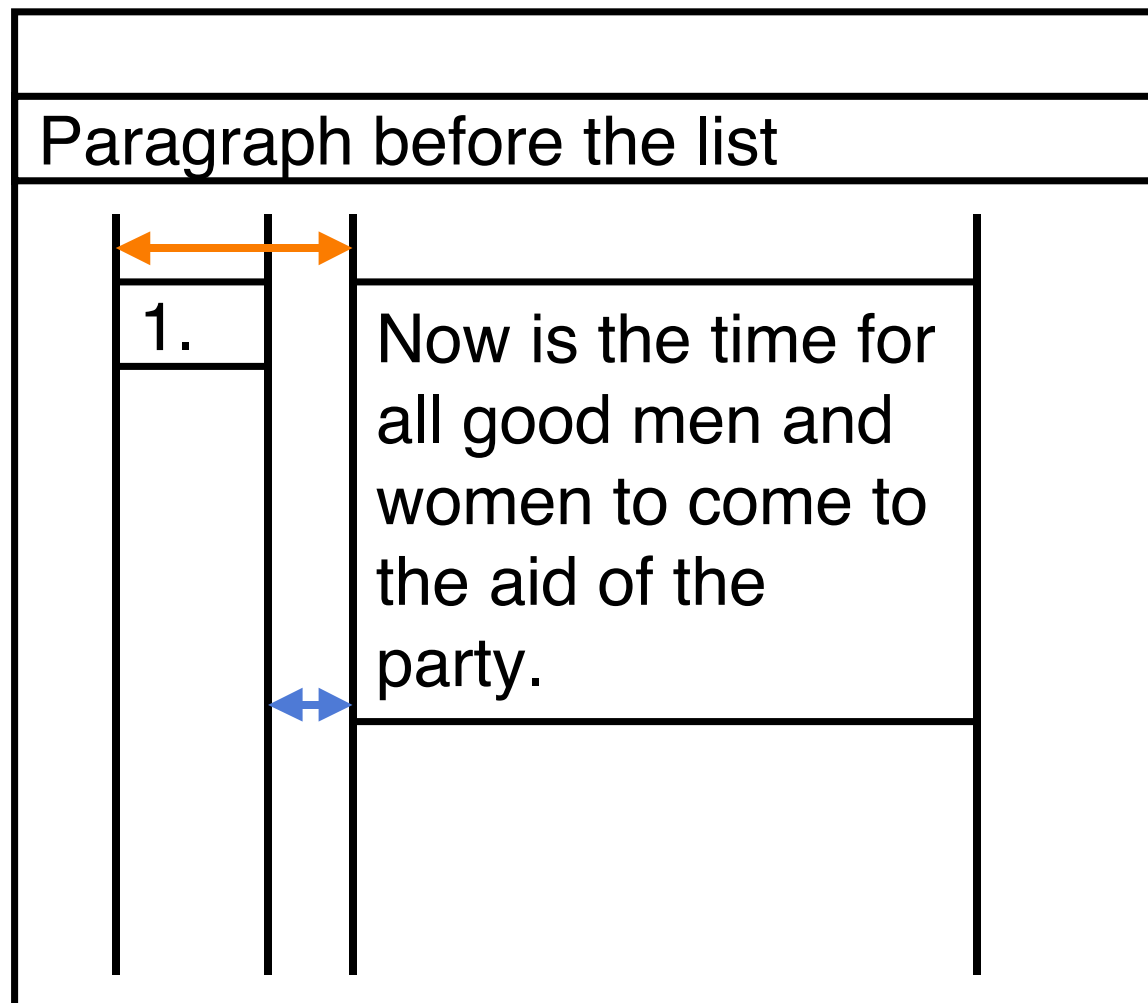 Paragraph before the list
1.
Now is the time for
all good men and
women to come to
the aid of the
party.